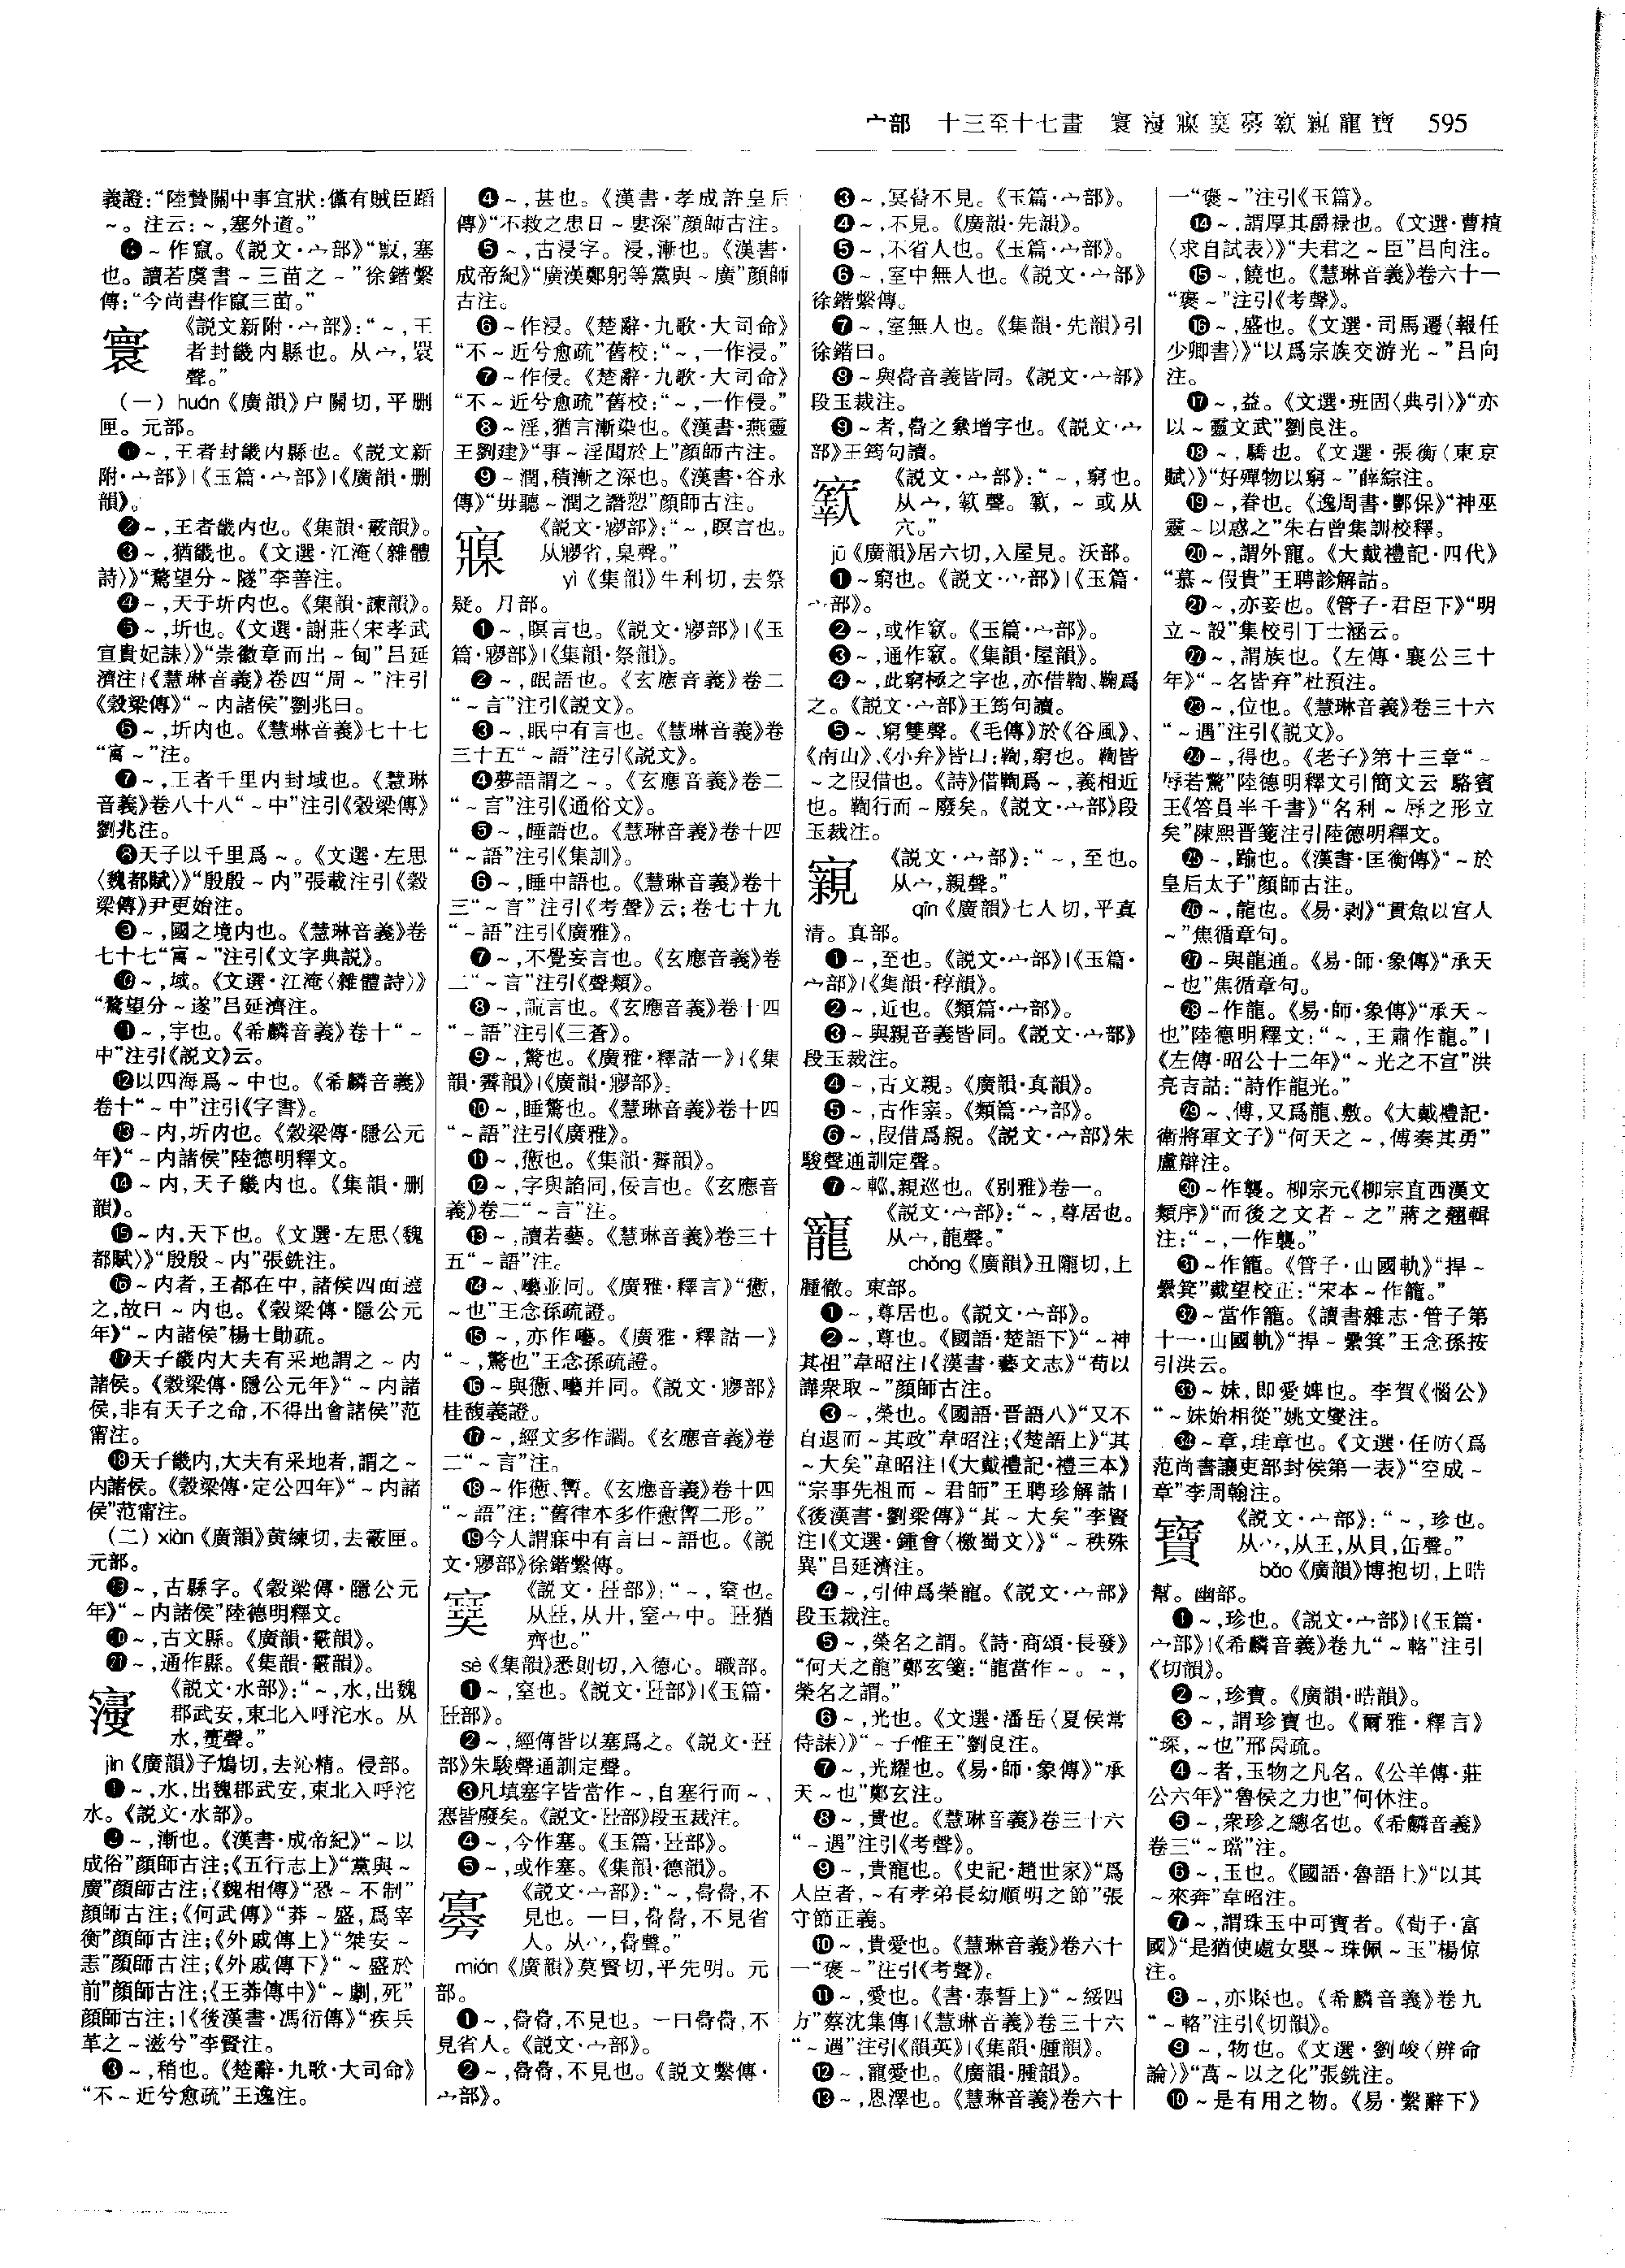 宀部 十三至十七畫 寰寖寱𡫳𡫾𥷚寴寵寶 595
義證:“陸贄關中事宜狀:儻有賊臣蹈
~。注云:~,塞外道。”
~作竄。《説文·宀部》“㝮,塞
也。讀若虞書~三苗之~”徐鍇繫
傳:“今尚書作竄三苗。”
寰
《説文新附·宀部》:“~,王
者封畿内縣也。从宀,睘
聲。”
(一) huán《廣韻》户關切,平刪
匣。元部。
❶~,王者封畿内縣也。《説文新
附·宀部》|《玉篇·宀部》|《廣韻·删
韻》。
❷~,王者畿内也。《集韻·霰韻》。
❸~,猶畿也。《文選·江淹〈雜體
詩〉》“騖望分~隧”李善注。
❹~,天子圻内也。《集韻·諫韻》。
❺~,圻也。《文選·謝莊〈宋孝武
宣貴妃誄〉》“崇徽章而出~甸”吕延
濟注|《慧琳音義》卷四“周~”注引
《穀梁傳》“~内諸侯”劉兆曰。
❻~,圻内也。《慧琳音義》七十七
“寓~”注。
❼~,王者千里内封域也。《慧琳
音義》卷八十八“~中”注引《穀梁傳》
劉兆注。
❽天子以千里爲~。《文選·左思
〈魏都賦〉》“殷殷~内”張載注引《穀
梁傳》尹更始注。
❾~,國之境内也。《慧琳音義》卷
七十七“寓~”注引《文字典説》。
❿~,域。《文選·江淹〈雜體詩〉》
“騖望分~遂”吕延濟注。
⓫~,宇也。《希麟音義》卷十“~
中”注引《説文》云。
⓬以四海爲~中也。《希麟音義》
卷十“~中”注引《字書》。
⓭~内,圻内也。《穀梁傳·隱公元
年》“~内諸侯”陸德明釋文。
⓮~内,天子畿内也。《集韻·删
韻》。
⓯~内,天下也。《文選·左思〈魏
都賦〉》“殷殷~内”張銑注。
⓰~内者,王都在中,諸侯四面遶
之,故曰~内也。《穀梁傳·隱公元
年》“~内諸侯”楊士勛疏。
⓱天子畿内大夫有采地謂之~内
諸侯。《穀梁傳·隱公元年》“~内諸
侯,非有天子之命,不得出會諸侯”范
甯注。
⓲天子畿内,大夫有采地者,謂之~
内諸侯。《穀梁傳·定公四年》“~内諸
侯”范甯注。
(二) xiàn《廣韻》黄練切,去霰匣。
元部。
⓳~,古縣字。《穀梁傳·隱公元
年》“~内諸侯”陸德明釋文。
⓴~,古文縣。《廣韻·霰韻》。
㉑~,通作縣。《集韻·霰韻》。
寖
《説文·水部》:“~,水,出魏
郡武安,東北入呼沱水。从
水,㝲聲。”
jìn《廣韻》子鴆切,去沁精。侵部。
❶~,水,出魏郡武安,東北入呼沱
水。《説文·水部》。
❷~,漸也。《漢書·成帝紀》“~以
成俗”顔師古注;《五行志上》“黨與~
廣”顔師古注;《魏相傳》“恐~不制”
顔師古注;《何武傳》“莽~盛,爲宰
衡”顔師古注;《外戚傳上》“桀安~
恚”顔師古注;《外戚傳下》“~盛於
前”顔師古注;《王莽傳中》“~劇,死”
顔師古注;|《後漢書·馮衍傳》“疾兵
革之~滋兮”李賢注。
❸~,稍也。《楚辭·九歌·大司命》
“不~近兮愈疏”王逸注。
❹~,甚也。《漢書·孝成許皇后
傳》“不救之患日~婁深”顔師古注。
❺~,古浸字。浸,漸也。《漢書·
成帝紀》“廣漢鄭躬等黨與~廣”顔師
古注。
❻~作浸。《楚辭·九歌·大司命》
“不~近兮愈疏”舊校:“~,一作浸。”
❼~作侵。《楚辭·九歌·大司命》
“不~近兮愈疏”舊校:“~,一作侵。”
❽~淫,猶言漸染也。《漢書·燕靈
王劉建》“事~淫聞於上”顔師古注。
❾~潤,積漸之深也。《漢書·谷永
傳》“毋聽~潤之譖愬”顔師古注。
寱
《説文·㝱部》:“~,瞑言也。
从㝱省,臬聲。”
yì《集韻》牛利切,去祭
疑。月部。
❶~,瞑言也。《説文·㝱部》|《玉
篇·㝱部》|《集韻·祭韻》。
❷~,眠語也。《玄應音義》卷二
“~言”注引《説文》。
❸~,眠中有言也。《慧琳音義》卷
三十五“~語”注引《説文》。
❹夢語謂之~。《玄應音義》卷二
“~言”注引《通俗文》。
❺~,睡語也。《慧琳音義》卷十四
“~語”注引《集訓》。
❻~,睡中語也。《慧琳音義》卷十
三“~言”注引《考聲》云;卷七十九
“~語”注引《廣雅》。
❼~,不覺妄言也。《玄應音義》卷
二“~言”注引《聲類》。
❽~,謊言也。《玄應音義》卷十四
“~語”注引《三蒼》。
❾~,驚也。《廣雅·釋詁一》|《集
韻·霽韻》|《廣韻·㝱部》。
❿~,睡驚也。《慧琳音義》卷十四
“~語”注引《廣雅》。
⓫~,㦣也。《集韻·霽韻》。
⓬~,字與讇同,佞言也。《玄應音
義》卷二“~言”注。
⓭~,讀若藝。《慧琳音義》卷三十
五“~語”注。
⓮~、囈並同。《廣雅·釋言》“㦣,
~也”王念孫疏證。
⓯~,亦作囈。《廣雅·釋詁一》
“~,驚也”王念孫疏證。
⓰~與㦣、囈并同。《説文·㝱部》
桂馥義證。
⓱~,經文多作讇。《玄應音義》卷
二“~言”注。
⓲~作㦣、讆。《玄應音義》卷十四
“~語”注:“舊律本多作㦣讆二形。”
⓳今人謂寐中有言曰~語也。《説
文·㝱部》徐鍇繫傳。
𡫳
《説文·㠭部》:“~,窒也。
从㠭,从廾,窒宀中。㠭猶
齊也。”
sè《集韻》悉則切,入德心。職部。
❶~,窒也。《説文·㠭部》|《玉篇·
㠭部》。
❷~,經傳皆以塞爲之。《説文·㠭
部》朱駿聲通訓定聲。
❸凡填塞字皆當作~,自塞行而~、
𡫳皆廢矣。《説文·㠭部》段玉裁注。
❹~,今作塞。《玉篇·㠭部》。
❺~,或作塞。《集韻·德韻》。
𡫾
《説文·宀部》:“~,𦤝𦤝,不
見也。一曰,𦤝𦤝,不見省
人。从宀,𦤝聲。”
mián《廣韻》莫賢切,平先明。元
部。
❶~,𦤝𦤝,不見也。一曰𦤝𦤝,不
見省人。《説文·宀部》。
❷~,𦤝𦤝,不見也。《説文繫傳·
宀部》。
❸~,冥𦤝不見。《玉篇·宀部》。
❹~,不見。《廣韻·先韻》。
❺~,不省人也。《玉篇·宀部》。
❻~,室中無人也。《説文·宀部》
徐鍇繫傳。
❼~,室無人也。《集韻·先韻》引
徐鍇曰。
❽~與𦤝音義皆同。《説文·宀部》
段玉裁注。
❾~者,𦤝之絫增字也。《説文·宀
部》王筠句讀。
《説文·宀部》:“~,窮也。
从宀,𥷚聲。𥨪,~或从
穴。”
jū《廣韻》居六切,入屋見。沃部。
❶~窮也。《説文·宀部》|《玉篇·
宀部》。
❷~,或作䆮。《玉篇·宀部》。
❸~,通作䆮。《集韻·屋韻》。
❹~,此窮極之字也,亦借鞫、鞠爲
之。《説文·宀部》王筠句讀。
❺~、窮雙聲。《毛傳》於《谷風》、
《南山》、《小弁》皆曰:鞫,窮也。鞫皆
~之叚借也。《詩》借鞫爲~,義相近
也。鞫行而~廢矣。《説文·宀部》段
玉裁注。
寴
《説文·宀部》:“~,至也。
从宀,親聲。”
qīn《廣韻》七人切,平真
清。真部。
❶~,至也。《説文·宀部》|《玉篇·
宀部》|《集韻·稕韻》。
❷~,近也。《類篇·宀部》。
❸~與親音義皆同。《説文·宀部》
段玉裁注。
❹~,古文親。《廣韻·真韻》。
❺~,古作宲。《類篇·宀部》。
❻~,叚借爲親。《説文·宀部》朱
駿聲通訓定聲。
❼~䡓,親巡也。《别雅》卷一。
寵
《説文·宀部》:“~,尊居也。
从宀,龍聲。”
chǒng《廣韻》丑隴切,上
腫徹。東部。
❶~,尊居也。《説文·宀部》。
❷~,尊也。《國語·楚語下》“~神
其祖”韋昭注|《漢書·藝文志》“苟以
譁衆取~”顔師古注。
❸~,榮也。《國語·晋語八》“又不
自退而~其政”韋昭注;《楚語上》“其
~大矣”韋昭注|《大戴禮記·禮三本》
“宗事先祖而~君師”王聘珍解詁|
《後漢書·劉梁傳》“其~大矣”李賢
注|《文選·鍾會〈檄蜀文〉》“~秩殊
異”吕延濟注。
❹~,引伸爲榮寵。《説文·宀部》
段玉裁注。
❺~,榮名之謂。《詩·商頌·長發》
“何天之龍”鄭玄箋:“龍當作~。~,
榮名之謂。”
❻~,光也。《文選·潘岳〈夏侯常
侍誄〉》“~子惟王”劉良注。
❼~,光耀也。《易·師·象傳》“承
天~也”鄭玄注。
❽~,貴也。《慧琳音義》卷三十六
“~遇”注引《考聲》。
❾~,貴寵也。《史記·趙世家》“爲
人臣者,~有孝弟長幼順明之節”張
守節正義。
❿~,貴愛也。《慧琳音義》卷六十
一“褒~”注引《考聲》。
⓫~,愛也。《書·泰誓上》“~綏四
方”蔡沈集傳|《慧琳音義》卷三十六
“~遇”注引《韻英》|《集韻·腫韻》。
⓬~,寵愛也。《廣韻·腫韻》。
⓭~,恩澤也。《慧琳音義》卷六十
一“褒~”注引《玉篇》。
⓮~,謂厚其爵禄也。《文選·曹植
〈求自試表〉》“夫君之~臣”吕向注。
⓯~,饒也。《慧琳音義》卷六十一
“褒~”注引《考聲》。
⓰~,盛也。《文選·司馬遷〈報任
少卿書〉》“以爲宗族交游光~”吕向
注。
⓱~,益。《文選·班固〈典引〉》“亦
以~靈文武”劉良注。
⓲~,驕也。《文選·張衡〈東京
賦〉》“好殫物以窮~”薛綜注。
⓳~,眷也。《逸周書·酆保》“神巫
靈~以惑之”朱右曾集訓校釋。
⓴~,謂外寵。《大戴禮記·四代》
“慕~假貴”王聘珍解詁。
㉑~,亦妾也。《管子·君臣下》“明
立~設”集校引丁士涵云。
㉒~,謂族也。《左傳·襄公三十
年》“~名皆弃”杜預注。
㉓~,位也。《慧琳音義》卷三十六
“~遇”注引《説文》。
㉔~,得也。《老子》第十三章“~
辱若驚”陸德明釋文引簡文云 駱賓
王《答員半千書》“名利~辱之形立
矣”陳熙晋箋注引陸德明釋文。
㉕~,踰也。《漢書·匡衡傳》“~於
皇后太子”顔師古注。
㉖~,龍也。《易·剥》“貫魚以宫人
~”焦循章句。
㉗~與龍通。《易·師·象傳》“承天
~也”焦循章句。
㉘~作龍。《易·師·象傳》“承天~
也”陸德明釋文:“~,王肅作龍。”|
《左傳·昭公十二年》“~光之不宣”洪
亮吉詁:“詩作龍光。”
㉙~、傅,又爲龍、敷。《大戴禮記·
衛將軍文子》“何天之~,傅奏其勇”
盧辯注。
㉚~作襲。柳宗元《柳宗直西漢文
類序》“而後之文者~之”蔣之翹輯
注:“~,一作襲。”
㉛~作籠。《管子·山國軌》“捍~
纍箕”戴望校正:“宋本~作籠。”
㉜~當作籠。《讀書雜志·管子第
十一·山國軌》“捍~纍箕”王念孫按
引洪云。
㉝~妹,即愛婢也。李賀《惱公》
“~妹始相從”姚文燮注。
㉞~章,珪章也。《文選·任昉〈爲
范尚書讓吏部封侯第一表〉》“空成~
章”李周翰注。
寶
《説文·宀部》:“~,珍也。
从宀,从王,从貝,缶聲。”
bǎo《廣韻》博抱切,上晧
幫。幽部。
❶~,珍也。《説文·宀部》|《玉篇·
宀部》|《希麟音義》卷九“~輅”注引
《切韻》。
❷~,珍寶。《廣韻·晧韻》。
❸~,謂珍寶也。《爾雅·釋言》
“琛,~也”邢昺疏。
❹~者,玉物之凡名。《公羊傳·莊
公六年》“魯侯之力也”何休注。
❺~,衆珍之總名也。《希麟音義》
卷三“~璫”注。
❻~,玉也。《國語·魯語上》“以其
~來奔”韋昭注。
❼~,謂珠玉中可寶者。《荀子·富
國》“是猶使處女嬰~珠佩~玉”楊倞
注。
❽~,亦賝也。《希麟音義》卷九
“~輅”注引《切韻》。
❾~,物也。《文選·劉峻〈辨命
論〉》“萬~以之化”張銑注。
❿~是有用之物。《易·繫辭下》